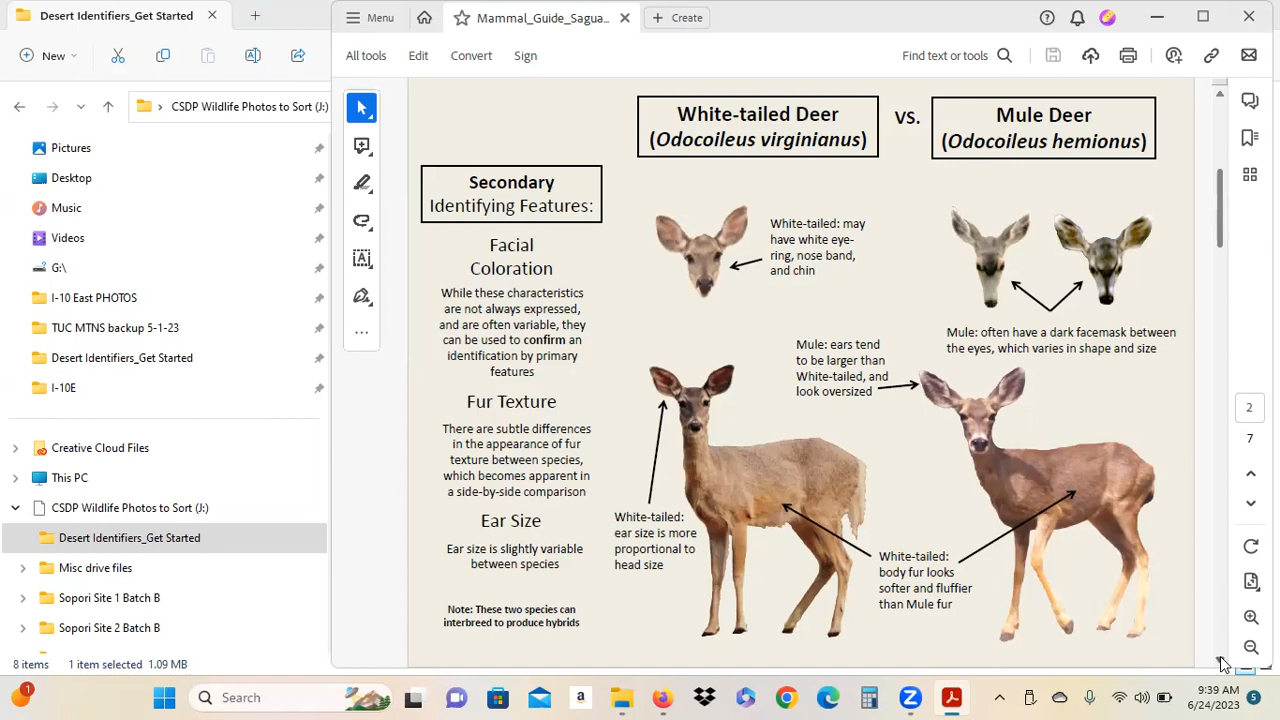 Desert Identifiers_Get Started
Menu
Mammal_Guide_Sagua...
Create
New
All tools
Edit
Convert
Sign
Find text or tools
CSDP Wildlife Photos to Sort (J:)
Pictures
Desktop
Music
Videos
G:\
I-10 East PHOTOS
TUC MTNS backup 5-1-23
Desert Identifiers_Get Started
I-10E
Creative Cloud Files
This PC
CSDP Wildlife Photos to Sort (J:)
Desert Identifiers_Get Started
Misc drive files
Sopori Site 1 Batch B
Sopori Site 2 Batch B
8 items 1 item selected 1.09 MB
White-tailed Deer
(Odocoileus virginianus)
VS.
Mule Deer
(Odocoileus hemionus)
Secondary
Identifying Features:
Facial
Coloration
While these characteristics
are not always expressed,
and are often variable, they
can be used to confirm an
identification by primary
features
Fur Texture
There are subtle differences
in the appearance of fur
texture between species,
which becomes apparent in
a side-by-side comparison
Ear Size
Ear size is slightly variable
between species
Note: These two species can
interbreed to produce hybrids
White-tailed: may
have white eye-
ring, nose band,
and chin
Mule: often have a dark facemask between
the eyes, which varies in shape and size
Mule: ears tend
to be larger than
White-tailed, and
look oversized
White-tailed:
ear size is more
proportional to
head size
White-tailed:
body fur looks
softer and fluffier
than Mule fur
2
7
1
Search
a
9:39 AM
6/24/2023
5